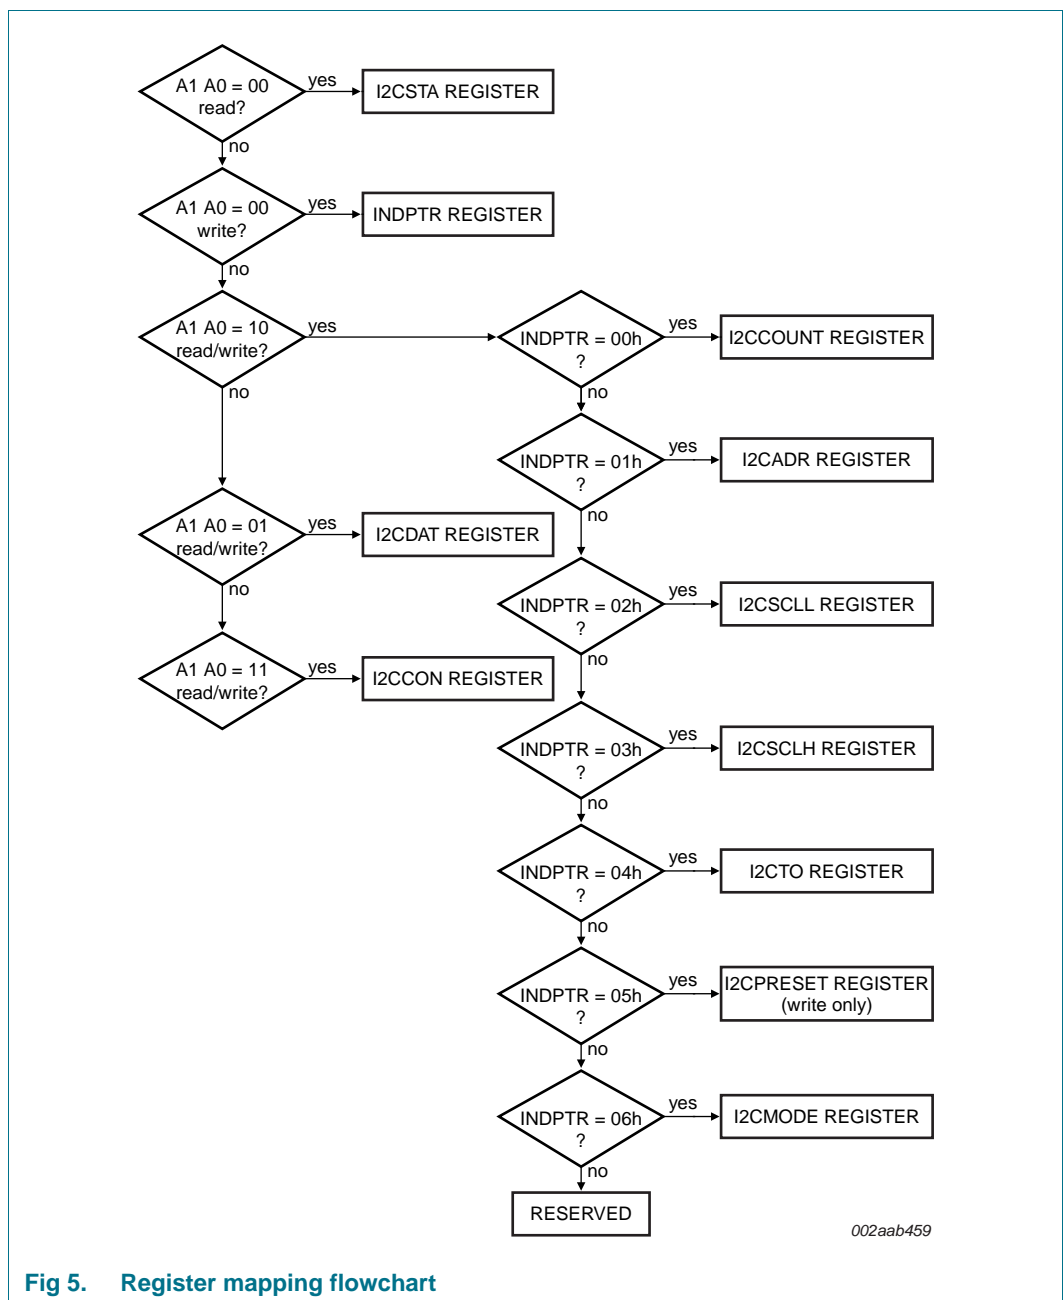 A1 A0 = 00
read?
yes
I2CSTA REGISTER
no
A1 A0 = 00
write?
yes
INDPTR REGISTER
no
A1 A0 = 10
read/write?
yes
INDPTR = 00h
?
yes
I2CCOUNT REGISTER
no
no
INDPTR = 01h
?
yes
I2CADR REGISTER
no
A1 A0 = 01
read/write?
yes
I2CDAT REGISTER
no
INDPTR = 02h
?
yes
I2CSCLL REGISTER
no
A1 A0 = 11
read/write?
yes
I2CCON REGISTER
INDPTR = 03h
?
yes
I2CSCLH REGISTER
no
INDPTR = 04h
?
yes
I2CTO REGISTER
no
INDPTR = 05h
?
yes
I2CPRESET REGISTER
(write only)
no
INDPTR = 06h
?
yes
I2CMODE REGISTER
no
RESERVED
002aab459
Fig 5. Register mapping flowchart